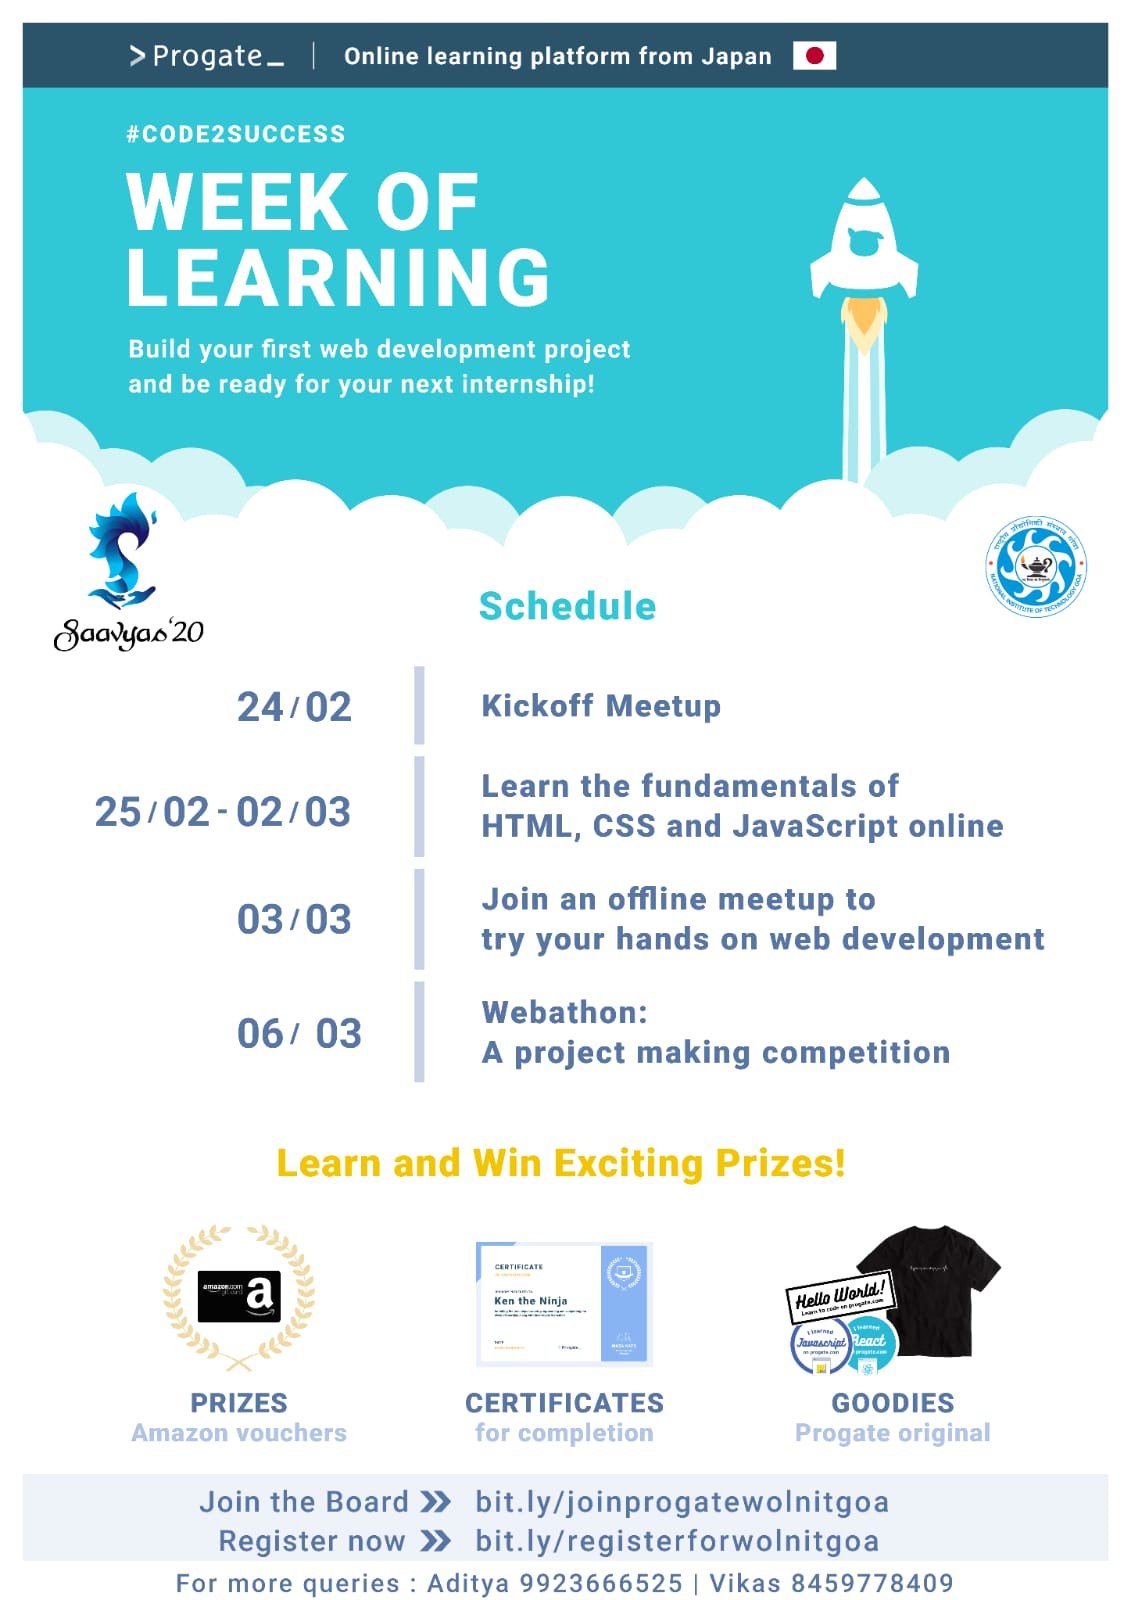 Progate
Online learning platform from Japan
#CODE2SUCCESS
WEEK OF
LEARNING
Build your first web development project
and be ready for your next internship!
Saavyas'20
राष्ट्रीय प्रौद्योगिकी संस्थान गोवा
NATIONAL INSTITUTE OF TECHNOLOGY GOA
Schedule
24/02
Kickoff Meetup
25/02 - 02/03
Learn the fundamentals of
HTML, CSS and JavaScript online
03/03
Join an offline meetup to
try your hands on web development
06/ 03
Webathon:
A project making competition
Learn and Win Exciting Prizes!
amazon.com
a
CERTIFICATE
Ken the Ninja
Progate
Hello World!
Learn to code on progate.com
I learned
Javascript
on progate.com
I learned
React
progate.com
PRIZES
Amazon vouchers
CERTIFICATES
for completion
GOODIES
Progate original
Join the Board » bit.ly/joinprogatewolnitgoa
Register now » bit.ly/registerforwolnitgoa
For more queries : Aditya 9923666525 | Vikas 8459778409